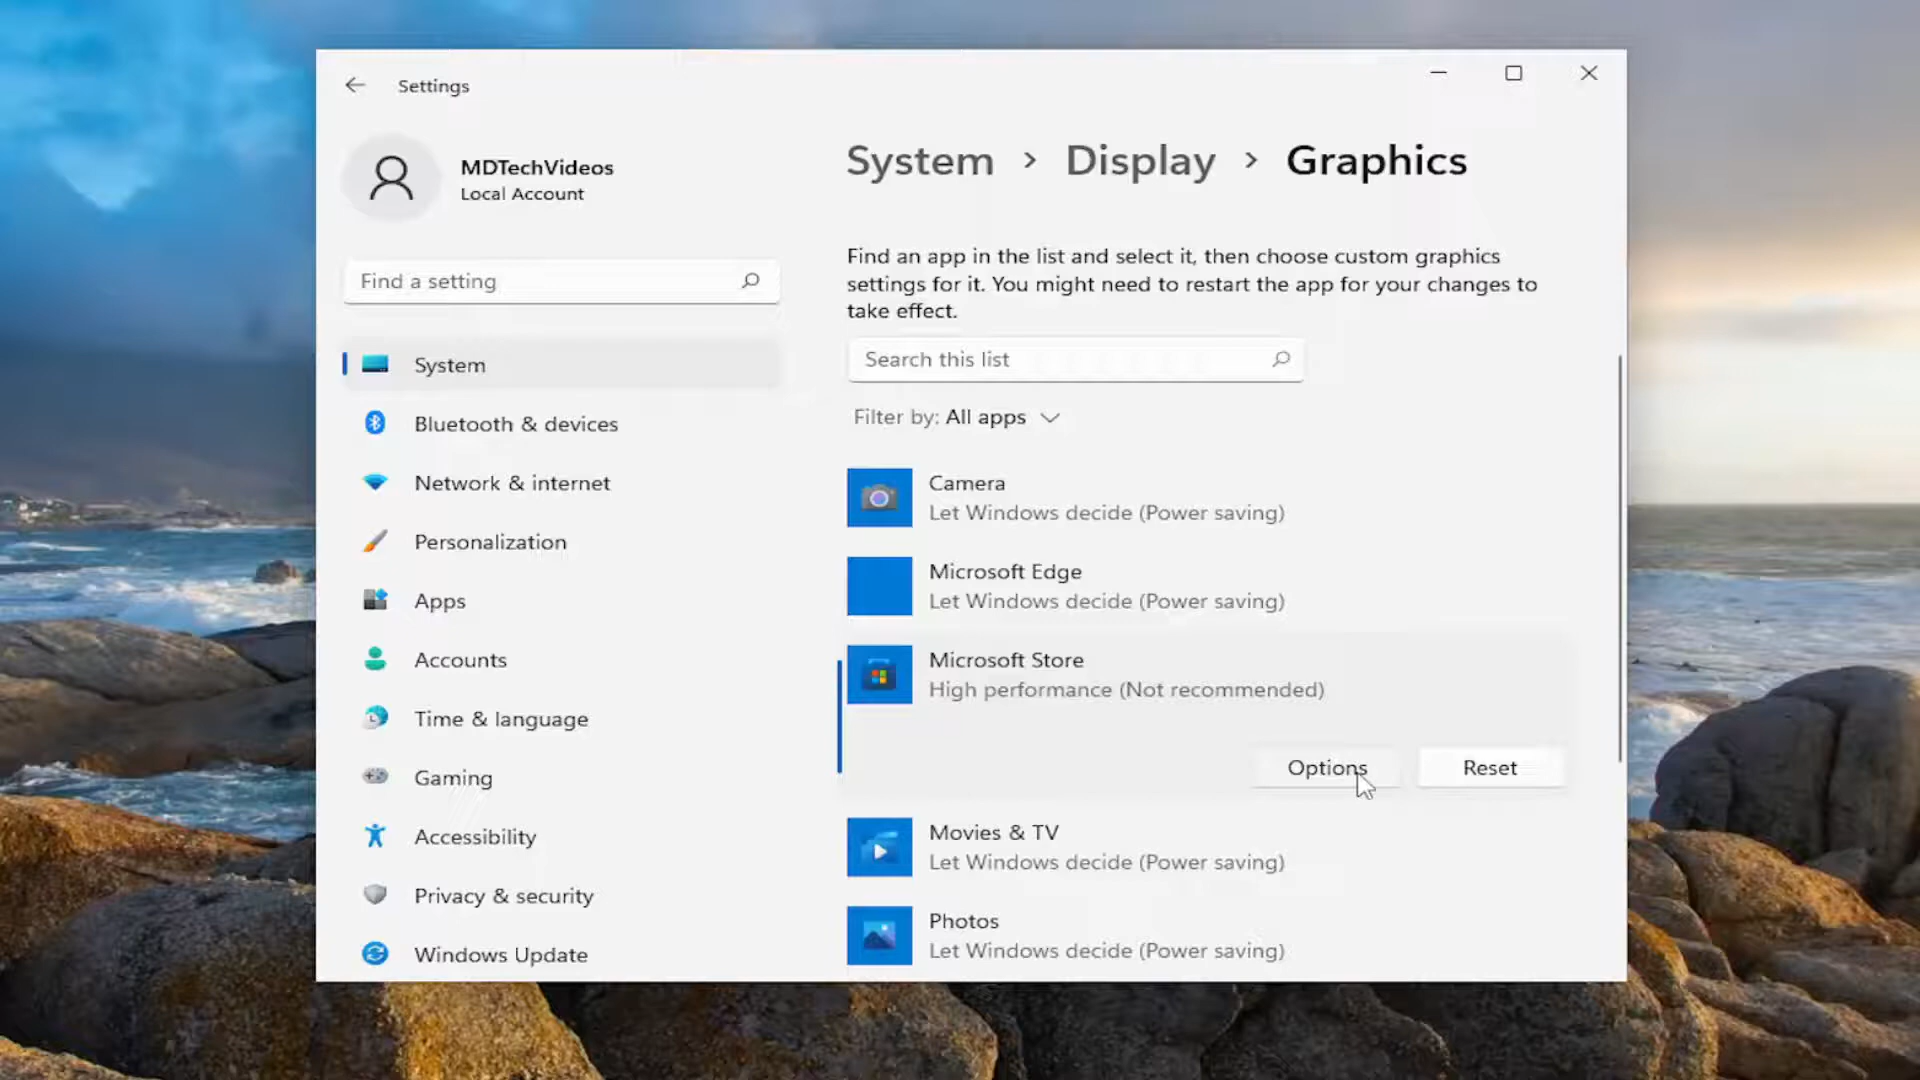 Settings
MDTechVideos
Local Account
Find a setting
System
Bluetooth & devices
Network & internet
Personalization
Apps
Accounts
Time & language
Gaming
Accessibility
Privacy & security
Windows Update
System > Display > Graphics
Find an app in the list and select it, then choose custom graphics
settings for it. You might need to restart the app for your changes to
take effect.
Search this list
Filter by: All apps
Camera
Let Windows decide (Power saving)
Microsoft Edge
Let Windows decide (Power saving)
Microsoft Store
High performance (Not recommended)
Options
Reset
Movies & TV
Let Windows decide (Power saving)
Photos
Let Windows decide (Power saving)